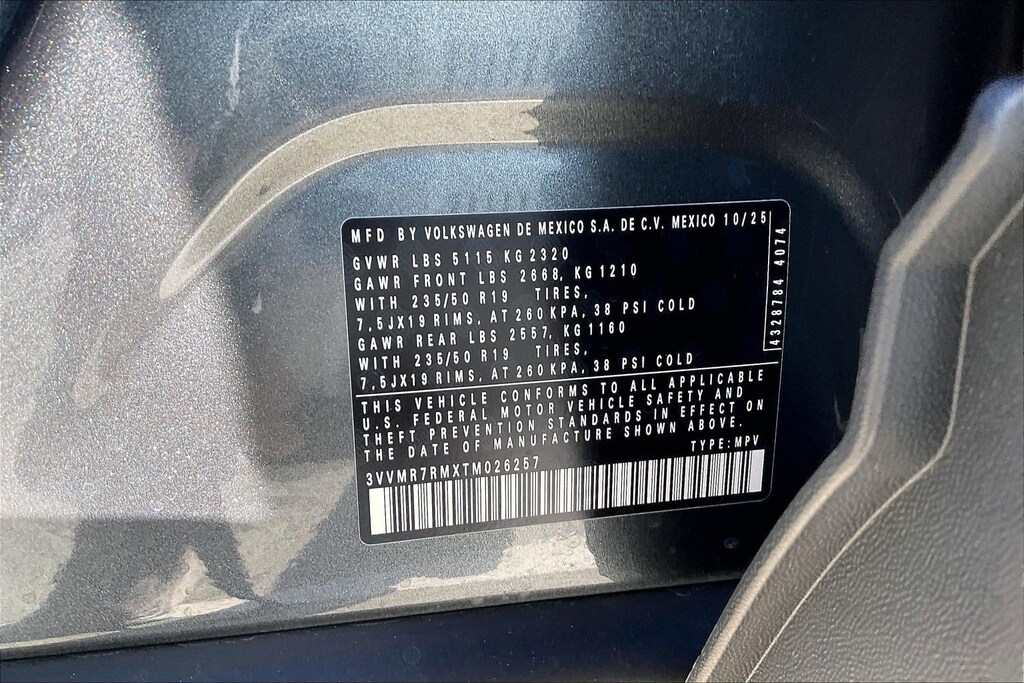 MFD BY VOLKSWAGEN DE MEXICO S.A. DE C.V. MEXICO 10/25
GVWR LBS 5115 KG 2320
GAWR FRONT LBS 2668, KG 1210
WITH 235/50 R19 TIRES,
7,5JX19 RIMS, AT 260 KPA, 38 PSI COLD
GAWR REAR LBS 2557, KG 1160
WITH 235/50 R19 TIRES,
7,5JX19 RIMS, AT 260 KPA, 38 PSI COLD
4328784 4074
THIS VEHICLE CONFORMS TO ALL APPLICABLE
U.S. FEDERAL MOTOR VEHICLE SAFETY AND
THEFT PREVENTION STANDARDS IN EFFECT ON
THE DATE OF MANUFACTURE SHOWN ABOVE.
TYPE: MPV
3VVMR7RMXTM026257